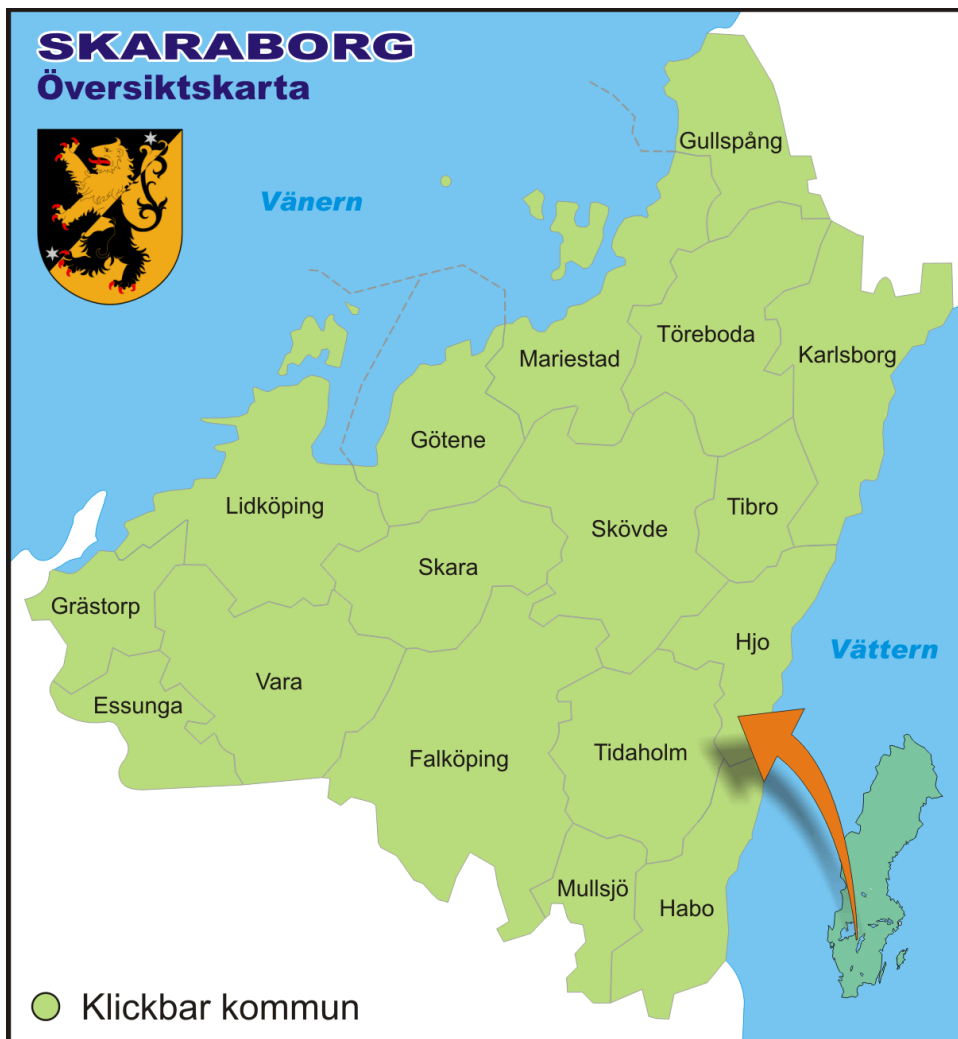 SKARABORG
Översiktskarta
Gullspång
Vänern
Töreboda
Mariestad
Karlsborg
Götene
Lidköping
Tibro
Skövde
Skara
Grästorp
Hjo
Vättern
Vara
Essunga
Tidaholm
Falköping
Mullsjö
Habo
Klickbar kommun